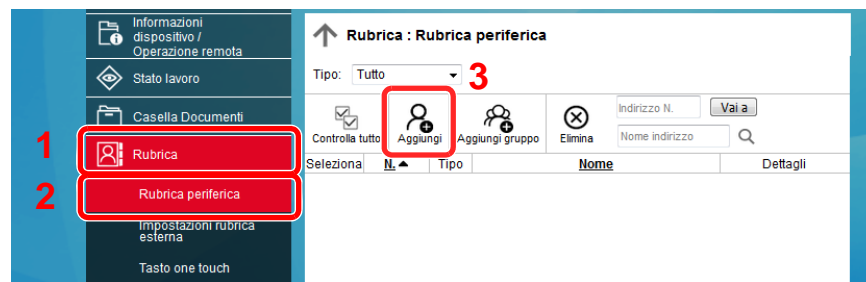 Informazioni
dispositivo /
Operazione remota
Stato lavoro
Casella Documenti
1
Rubrica
2
Rubrica periferica
Impostazioni rubrica
esterna
Tasto one touch
Rubrica : Rubrica periferica
Tipo: Tutto
3
Controlla tutto Aggiungi Aggiungi gruppo Elimina
Indirizzo N. Vai a
Nome indirizzo
Seleziona N. Tipo Nome Dettagli